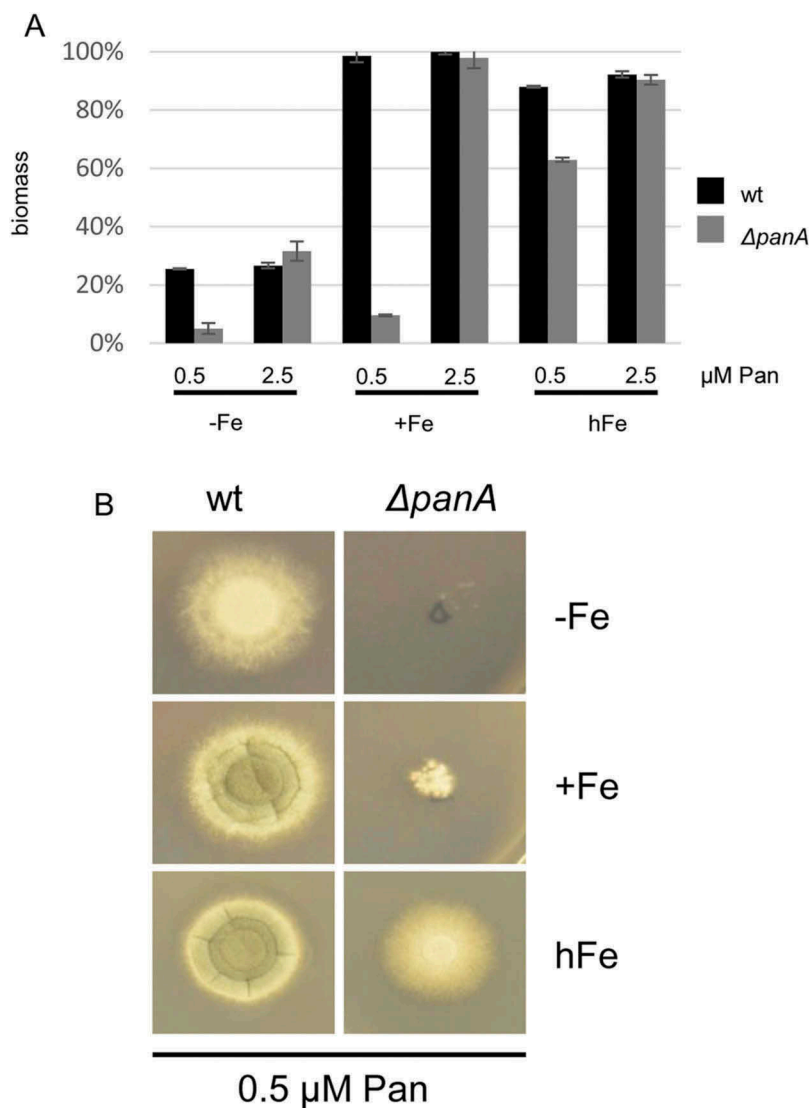 A
100%
80%
60%
40%
20%
0%
biomass
wt
ΔpanA
0.5 2.5 0.5 2.5 0.5 2.5 μM Pan
-Fe +Fe hFe
B wt ΔpanA
-Fe
+Fe
hFe
0.5 μM Pan